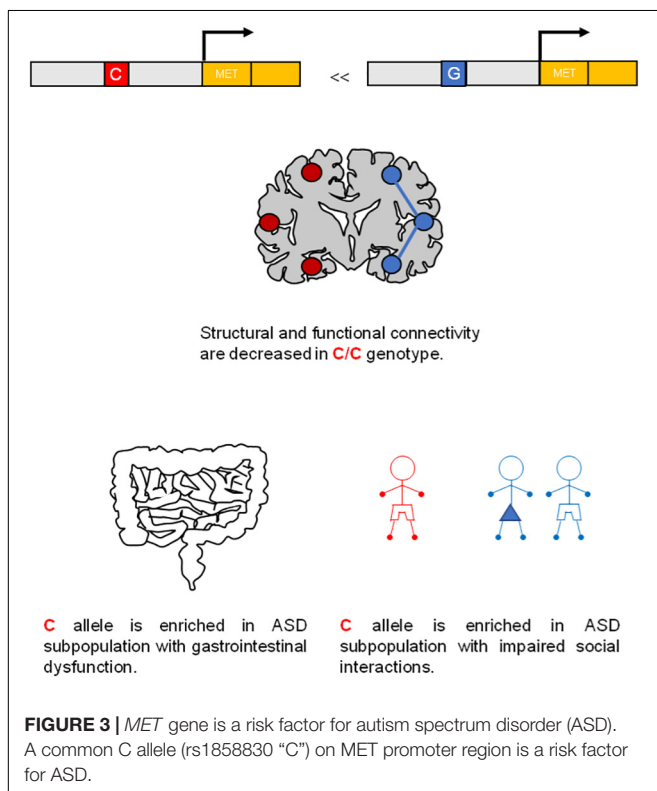 C MET << G MET
Structural and functional connectivity
are decreased in C/C genotype.
C allele is enriched in ASD
subpopulation with gastrointestinal
dysfunction.
C allele is enriched in ASD
subpopulation with impaired social
interactions.
FIGURE 3 | MET gene is a risk factor for autism spectrum disorder (ASD).
A common C allele (rs1858830 “C”) on MET promoter region is a risk factor
for ASD.